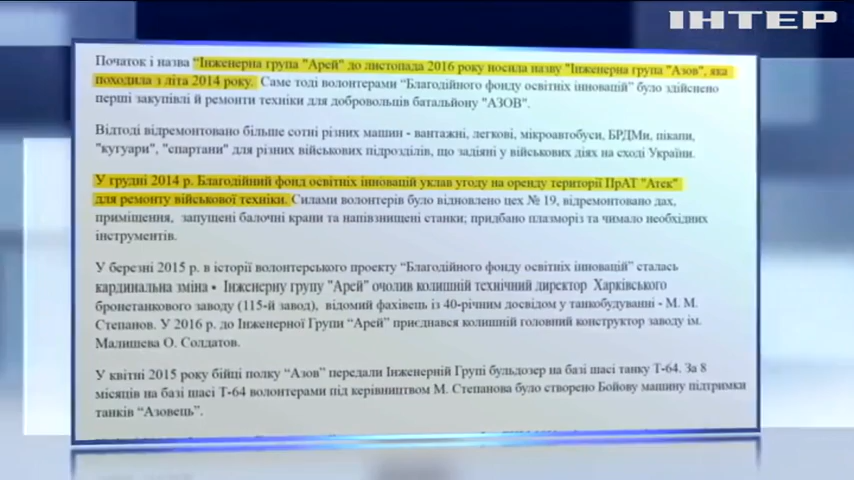 ІНТЕР
Початок і назва "Інженерна група "Арей" до листопада 2016 року носила назву "Інженерна група "Азов", яка
походила з літа 2014 року. Саме тоді волонтерами "Благодійного фонду освітніх інновацій" було здійснено
перші закупівлі й ремонти техніки для добровольців батальйону "АЗОВ".
Відтоді відремонтовано більше сотні різних машин - вантажні, легкові, мікроавтобуси, БРДМи, пікапи,
"кугуари", "спартани" для різних військових підрозділів, що задіяні у військових діях на сході України.
У грудні 2014 р. Благодійний фонд освітніх інновацій уклав угоду на оренду території ПрАТ "Атек"
для ремонту військової техніки. Силами волонтерів було відновлено цех № 19, відремонтовано дах,
приміщення, запущені балочні крани та напівзнищені станки; придбано плазморіз та чимало необхідних
інструментів.
У березні 2015 р. в історії волонтерського проекту "Благодійного фонду освітніх інновацій" сталась
кардинальна зміна - Інженерну групу "Арей" очолив колишній технічний директор Харківського
бронетанкового заводу (115-й завод), відомий фахівець із 40-річним досвідом у танкобудуванні - М. М.
Степанов. У 2016 р. до Інженерної Групи "Арей" приєднався колишній головний конструктор заводу ім.
Малишева О. Солдатов.
У квітні 2015 року бійці полку "Азов" передали Інженерній Групі бульдозер на базі шасі танку Т-64. За 8
місяців на базі шасі Т-64 волонтерами під керівництвом М. Степанова було створено Бойову машину підтримки
танків "Азовець".